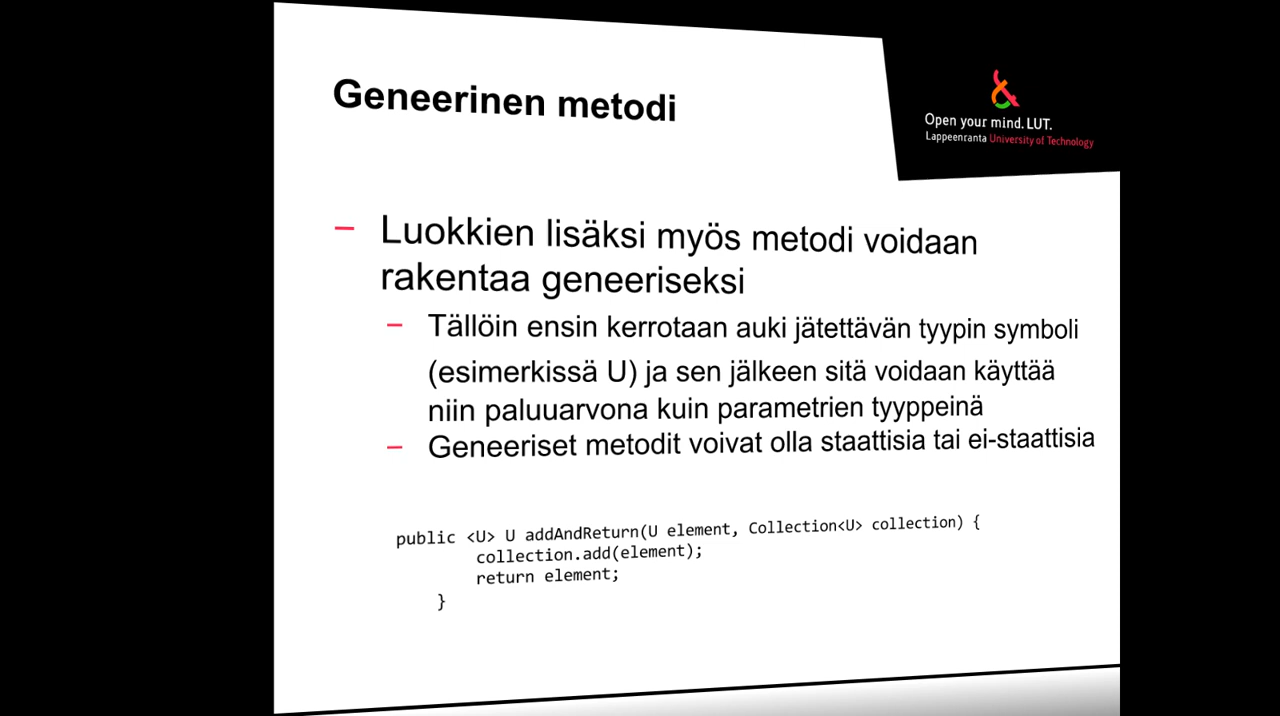 Geneerinen metodi
Open your mind. LUT.
Lappeenranta University of Technology
– Luokkien lisäksi myös metodi voidaan
rakentaa geneeriseksi
– Tällöin ensin kerrotaan auki jätettävän tyypin symboli
(esimerkissä U) ja sen jälkeen sitä voidaan käyttää
niin paluuarvona kuin parametrien tyyppeinä
– Geneeriset metodit voivat olla staattisia tai ei-staattisia
public <U> U addAndReturn(U element, Collection<U> collection) {
collection.add(element);
return element;
}